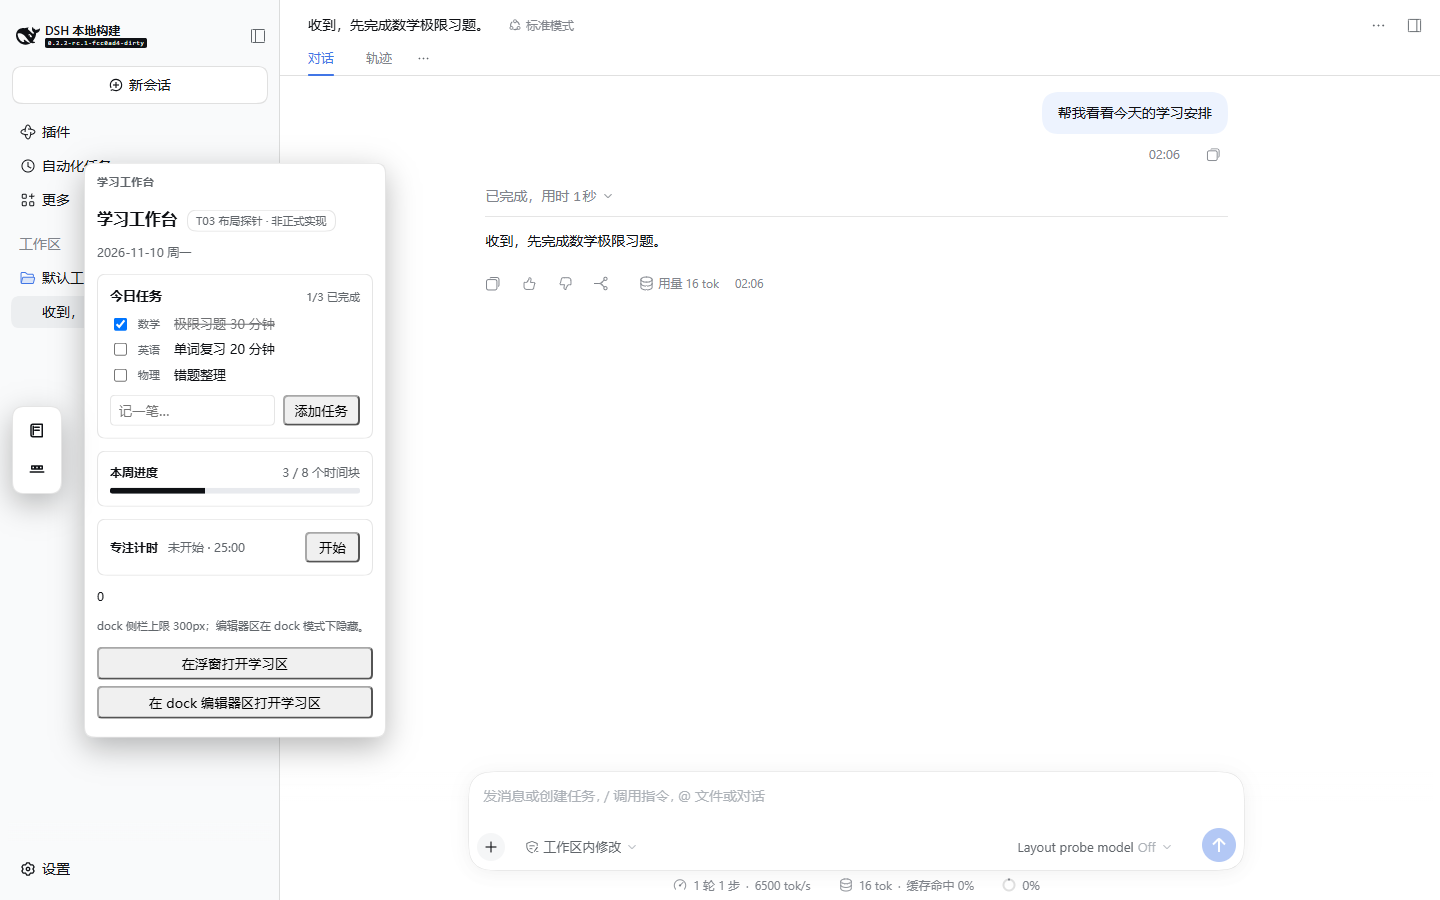 DSH 本地构建
0.3.2-rc.1-fcc0ad4-dirty
新会话
插件
自动化任务
更多
工作区
默认工
收到，
设置
收到，先完成数学极限习题。
标准模式
对话
轨迹
帮我看看今天的学习安排
02:06
已完成，用时 1秒
收到，先完成数学极限习题。
用量 16 tok
02:06
学习工作台
学习工作台
T03 布局探针 · 非正式实现
2026-11-10 周一
今日任务
1/3 已完成
数学 极限习题 30 分钟
英语 单词复习 20 分钟
物理 错题整理
记一笔...
添加任务
本周进度
3 / 8 个时间块
专注计时 未开始 · 25:00
开始
0
dock 侧栏上限 300px；编辑器区在 dock 模式下隐藏。
在浮窗打开学习区
在 dock 编辑器区打开学习区
发消息或创建任务, / 调用指令, @ 文件或对话
工作区内修改
Layout probe model Off
1 轮 1 步 · 6500 tok/s
16 tok · 缓存命中 0%
0%